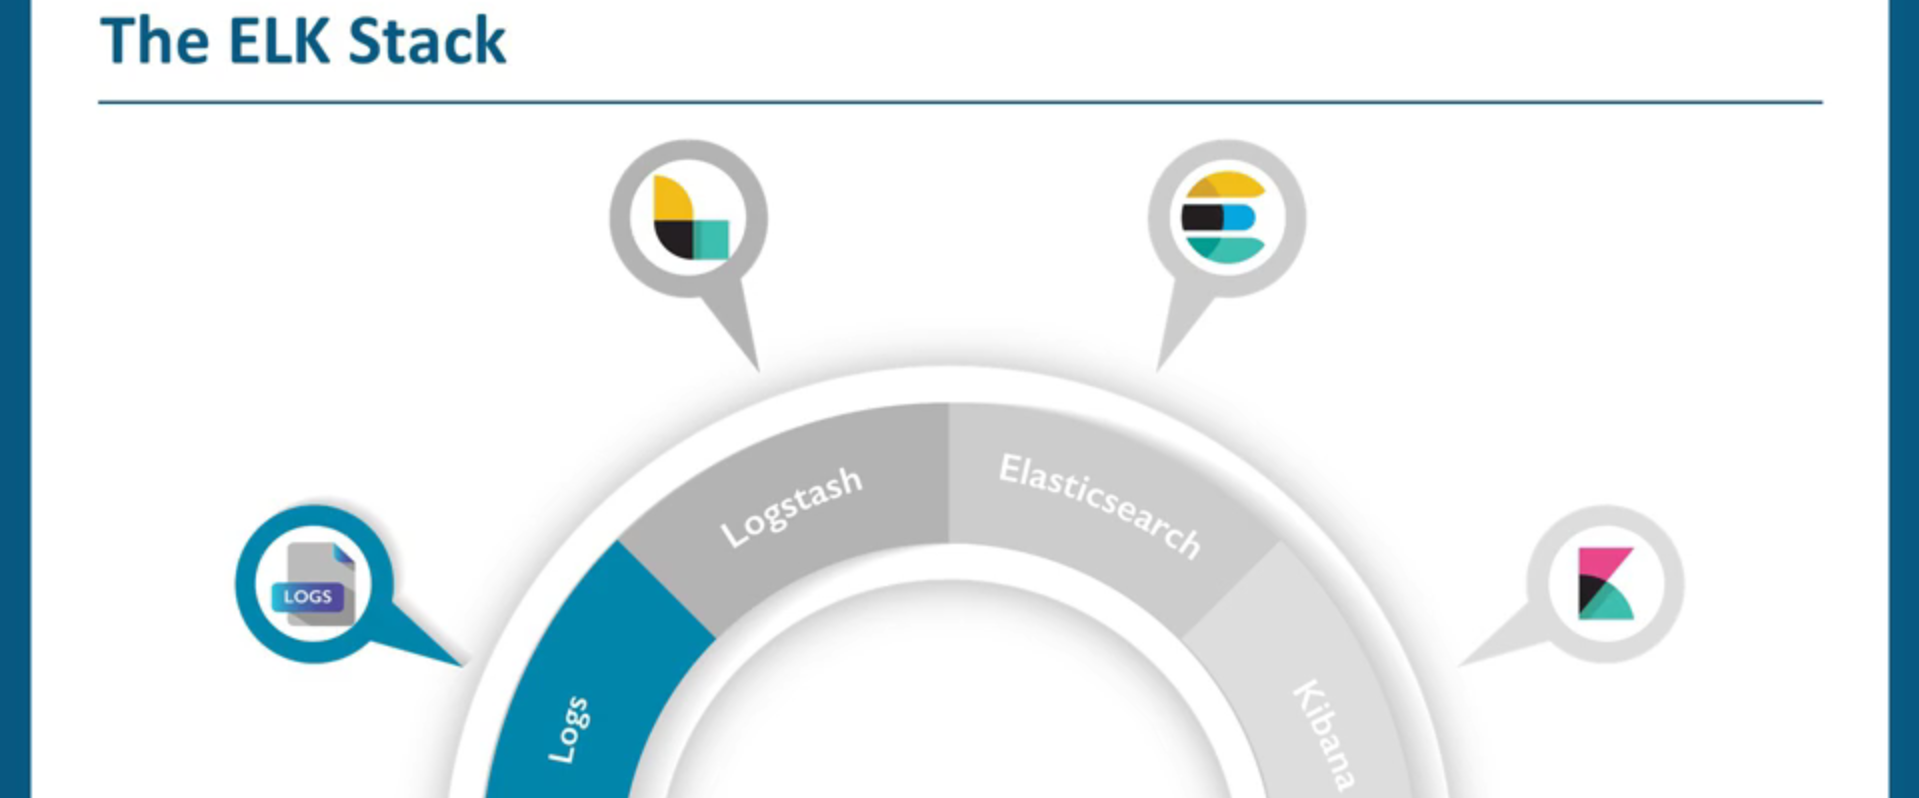 The ELK Stack
Logstash
Elasticsearch
LOGS
Logs
Kibana